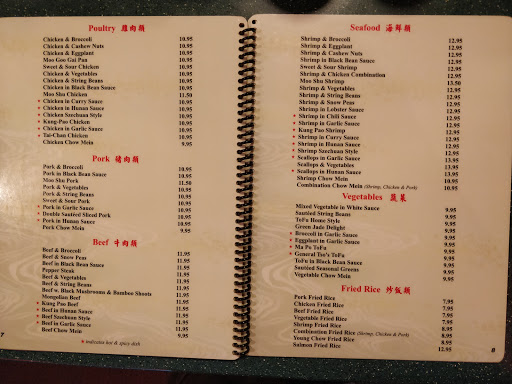 Poultry 雞肉類
Chicken & Broccoli 10.95
Chicken & Cashew Nuts 10.95
Chicken & Eggplant 10.95
Moo Goo Gai Pan 10.95
Sweet & Sour Chicken 10.95
Chicken & Vegetables 10.95
Chicken & String Beans 10.95
Chicken in Black Bean Sauce 10.95
Moo Shu Chicken 11.50
Chicken in Curry Sauce 10.95
Chicken in Hunan Sauce 10.95
Chicken Szechuan Style 10.95
Kung-Pao Chicken 10.95
Chicken in Garlic Sauce 10.95
Tai-Chan Chicken 10.95
Chicken Chow Mein 9.95
Pork 豬肉類
Pork & Broccoli 10.95
Pork in Black Bean Sauce 10.95
Moo Shu Pork 11.50
Pork & Vegetables 10.95
Pork & String Beans 10.95
Sweet & Sour Pork 10.95
Pork in Garlic Sauce 10.95
Double Sautéed Sliced Pork 10.95
Pork in Hunan Sauce 10.95
Pork Chow Mein 9.95
Beef 牛肉類
Beef & Broccoli 11.95
Beef & Snow Peas 11.95
Beef in Black Bean Sauce 11.95
Pepper Steak 11.95
Beef & Vegetables 11.95
Beef & String Beans 11.95
Beef w. Black Mushrooms & Bamboo Shoots 11.95
Mongolian Beef 11.95
Kung Pao Beef 11.95
Beef in Hunan Sauce 11.95
Beef Szechuan Style 11.95
Beef in Garlic Sauce 11.95
Beef Chow Mein 9.95
indicates hot & spicy dish
7
Seafood 海鮮類
Shrimp & Broccoli 12.95
Shrimp & Eggplant 12.95
Shrimp & Cashew Nuts 12.95
Shrimp in Black Bean Sauce 12.95
Sweet & Sour Shrimp 12.95
Shrimp & Chicken Combination 12.95
Moo Shu Shrimp 13.50
Shrimp & Vegetables 12.95
Shrimp & String Beans 12.95
Shrimp & Snow Peas 12.95
Shrimp in Lobster Sauce 12.95
Shrimp in Chili Sauce 12.95
Shrimp in Garlic Sauce 12.95
Kung Pao Shrimp 12.95
Shrimp in Curry Sauce 12.95
Shrimp in Hunan Sauce 12.95
Shrimp Szechuan Style 12.95
Scallops in Garlic Sauce 13.95
Scallops & Vegetables 13.95
Scallops in Hunan Sauce 13.95
Shrimp Chow Mein 10.95
Combination Chow Mein (Shrimp, Chicken & Pork) 10.95
Vegetables 蔬菜
Mixed Vegetable in White Sauce 9.95
Sautéed String Beans 9.95
ToFu Home Style 9.95
Green Jade Delight 9.95
Broccoli in Garlic Sauce 9.95
Eggplant in Garlic Sauce 9.95
Ma Po ToFu 9.95
General Tso's ToFu 9.95
ToFu in Black Bean Sauce 9.95
Sautéed Seasonal Greens 9.95
Vegetable Chow Mein 9.95
Fried Rice 炒飯類
Pork Fried Rice 7.95
Chicken Fried Rice 7.95
Beef Fried Rice 7.95
Vegetable Fried Rice 7.95
Shrimp Fried Rice 8.95
Combination Fried Rice (Shrimp, Chicken & Pork) 8.95
Young Chow Fried Rice 8.95
Salmon Fried Rice 12.95
8